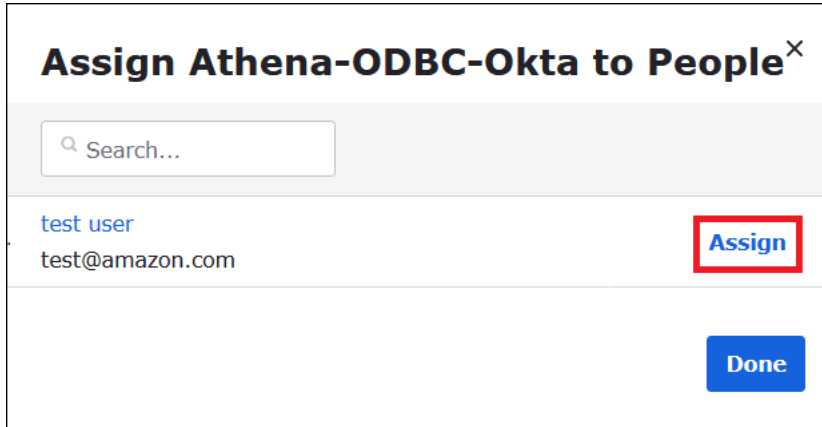 Assign Athena-ODBC-Okta to People
Search...
test user
Assign
test@amazon.com
Done